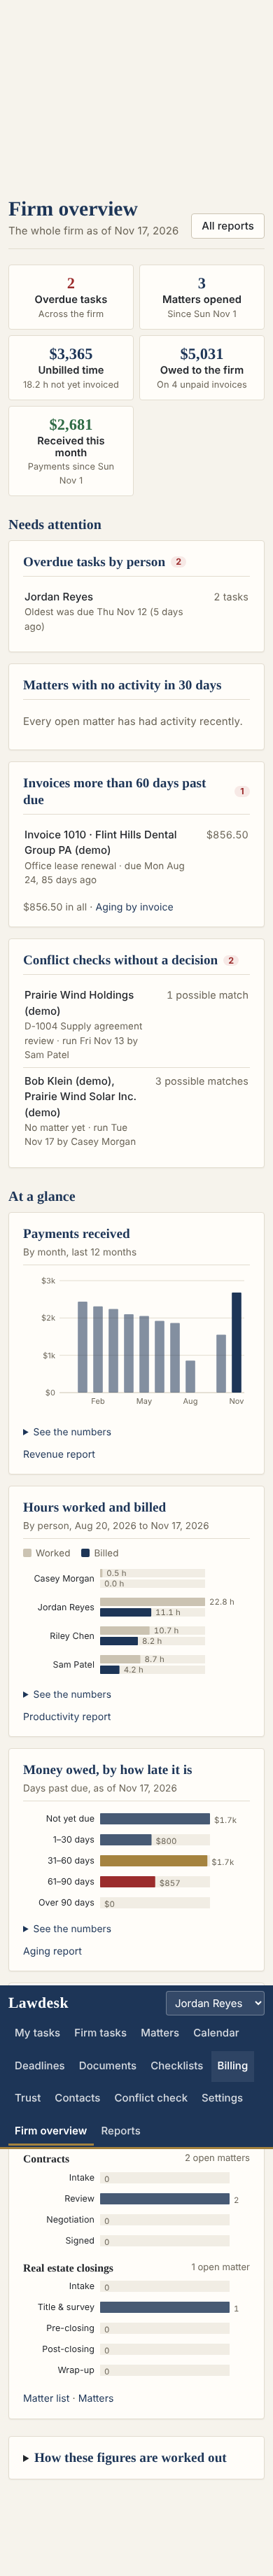 Firm overview
The whole firm as of Nov 17, 2026
All reports
2
Overdue tasks
Across the firm
3
Matters opened
Since Sun Nov 1
$3,365
Unbilled time
18.2 h not yet invoiced
$5,031
Owed to the firm
On 4 unpaid invoices
$2,681
Received this
month
Payments since Sun
Nov 1
Needs attention
Overdue tasks by person 2
Jordan Reyes 2 tasks
Oldest was due Thu Nov 12 (5 days
ago)
Matters with no activity in 30 days
Every open matter has had activity recently.
Invoices more than 60 days past
due 1
Invoice 1010 · Flint Hills Dental
Group PA (demo) $856.50
Office lease renewal · due Mon Aug
24, 85 days ago
$856.50 in all · Aging by invoice
Conflict checks without a decision 2
Prairie Wind Holdings
(demo) 1 possible match
D-1004 Supply agreement
review · run Fri Nov 13 by
Sam Patel
Bob Klein (demo), 3 possible matches
Prairie Wind Solar Inc.
(demo)
No matter yet · run Tue
Nov 17 by Casey Morgan
At a glance
Payments received
By month, last 12 months
$3k
$2k
$1k
$0
Feb May Aug Nov
▶ See the numbers
Revenue report
Hours worked and billed
By person, Aug 20, 2026 to Nov 17, 2026
Worked Billed
Casey Morgan 0.5 h
0.0 h
Jordan Reyes 22.8 h
11.1 h
Riley Chen 10.7 h
8.2 h
Sam Patel 8.7 h
4.2 h
▶ See the numbers
Productivity report
Money owed, by how late it is
Days past due, as of Nov 17, 2026
Not yet due $1.7k
1–30 days $800
31–60 days $1.7k
61–90 days $857
Over 90 days $0
▶ See the numbers
Aging report
Lawdesk Jordan Reyes
My tasks Firm tasks Matters Calendar
Deadlines Documents Checklists Billing
Trust Contacts Conflict check Settings
Firm overview Reports
Contracts 2 open matters
Intake 0
Review 2
Negotiation 0
Signed 0
Real estate closings 1 open matter
Intake 0
Title & survey 1
Pre-closing 0
Post-closing 0
Wrap-up 0
Matter list · Matters
▶ How these figures are worked out